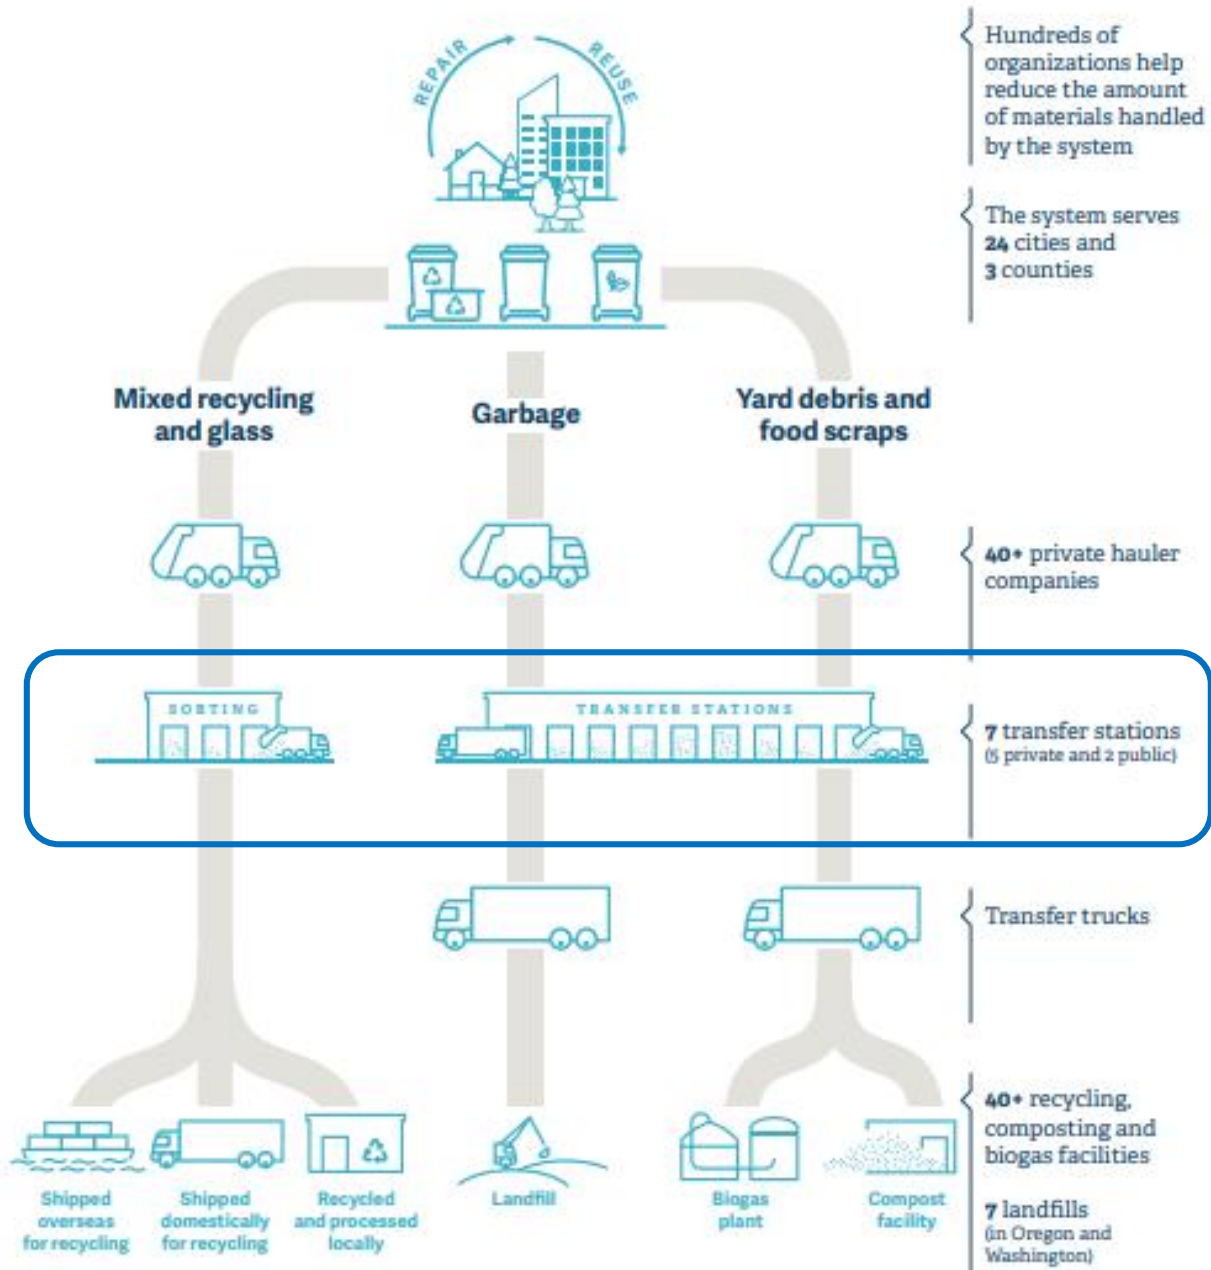 REPAIR
REUSE
Hundreds of
organizations help
reduce the amount
of materials handled
by the system
The system serves
24 cities and
3 counties
Mixed recycling
and glass
Garbage
Yard debris and
food scraps
40+ private hauler
companies
SORTING
TRANSFER STATIONS
7 transfer stations
(5 private and 2 public)
Transfer trucks
Shipped
overseas
for recycling
Shipped
domestically
for recycling
Recycled
and processed
locally
Landfill
Biogas
plant
Compost
facility
40+ recycling,
composting and
biogas facilities
7 landfills
(in Oregon and
Washington)